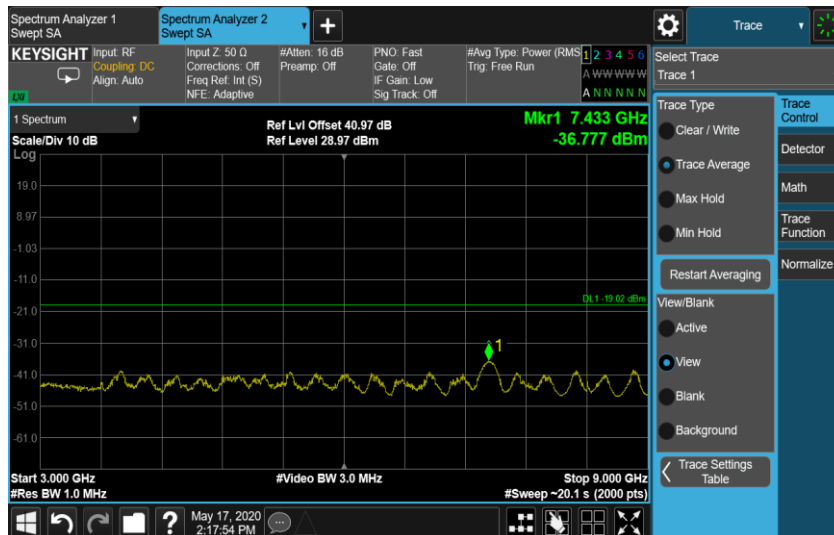 Spectrum Analyzer 1
Swept SA
Spectrum Analyzer 2
Swept SA
Trace
KEYSIGHT
LXI
Input: RF
Coupling: DC
Align: Auto
Input Z: 50 Ω
Corrections: Off
Freq Ref: Int (S)
NFE: Adaptive
#Atten: 16 dB
Preamp: Off
PNO: Fast
Gate: Off
IF Gain: Low
Sig Track: Off
#Avg Type: Power (RMS
Trig: Free Run
1 2 3 4 5 6
A W W W W W
A N N N N N
Select Trace
Trace 1
1 Spectrum
Scale/Div 10 dB
Ref Lvl Offset 40.97 dB
Ref Level 28.97 dBm
Mkr1 7.433 GHz
-36.777 dBm
Log
19.0
8.97
-1.03
-11.0
-21.0
-31.0
-41.0
-51.0
-61.0
DL1 -19.02 dBm
1
Start 3.000 GHz
#Res BW 1.0 MHz
#Video BW 3.0 MHz
Stop 9.000 GHz
#Sweep ~20.1 s (2000 pts)
Trace Type
Clear / Write
Trace Average
Max Hold
Min Hold
Restart Averaging
View/Blank
Active
View
Blank
Background
Trace Settings
Table
Trace
Control
Detector
Math
Trace
Function
Normalize
?
May 17, 2020
2:17:54 PM